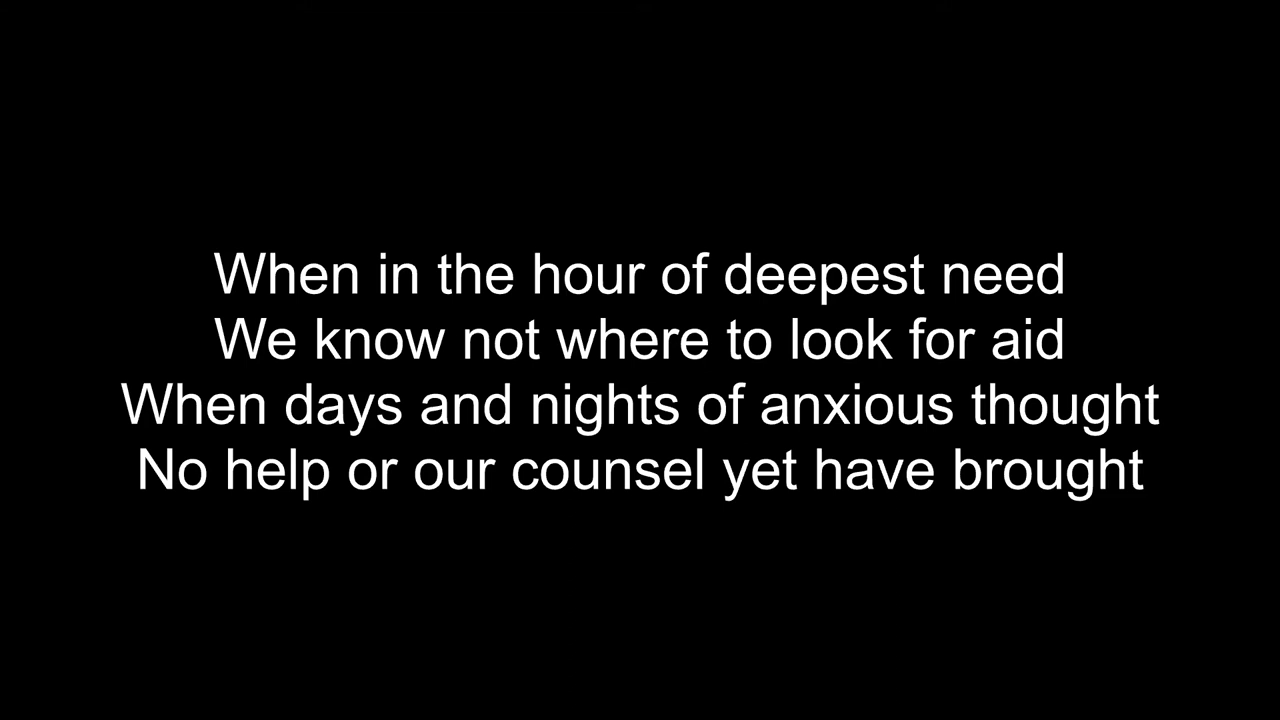 When in the hour of deepest need
We know not where to look for aid
When days and nights of anxious thought
No help or our counsel yet have brought